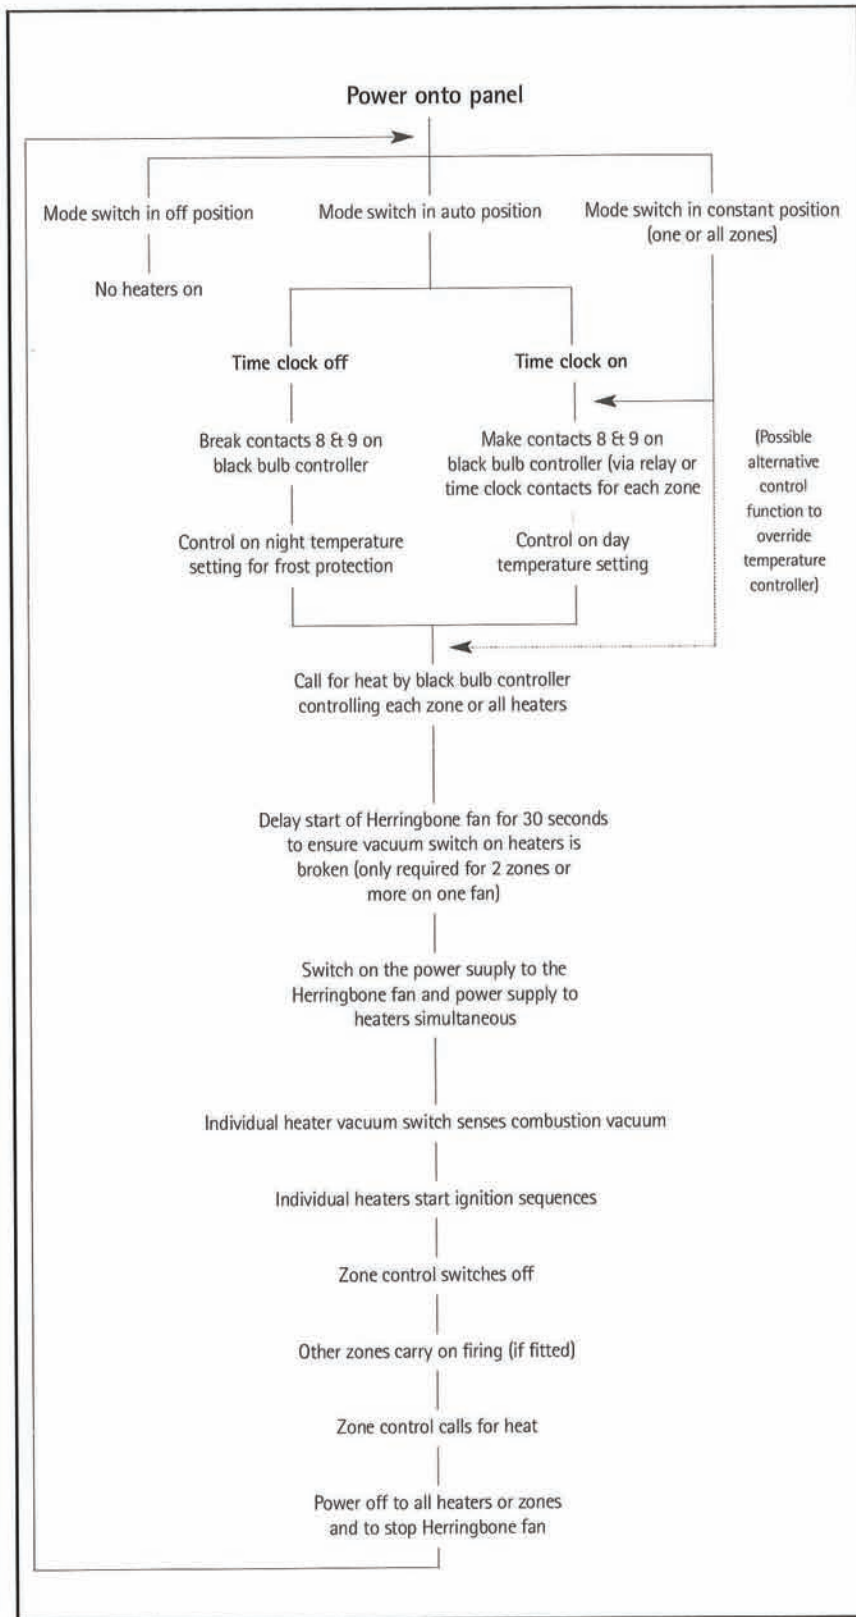 Power onto panel
Mode switch in off position
Mode switch in auto position
Mode switch in constant position
(one or all zones)
No heaters on
Time clock off
Time clock on
Break contacts 8 & 9 on
black bulb controller
Make contacts 8 & 9 on
black bulb controller (via relay or
time clock contacts for each zone
(Possible
alternative
control
function to
override
temperature
controller)
Control on night temperature
setting for frost protection
Control on day
temperature setting
Call for heat by black bulb controller
controlling each zone or all heaters
Delay start of Herringbone fan for 30 seconds
to ensure vacuum switch on heaters is
broken (only required for 2 zones or
more on one fan)
Switch on the power suuply to the
Herringbone fan and power supply to
heaters simultaneous
Individual heater vacuum switch senses combustion vacuum
Individual heaters start ignition sequences
Zone control switches off
Other zones carry on firing (if fitted)
Zone control calls for heat
Power off to all heaters or zones
and to stop Herringbone fan